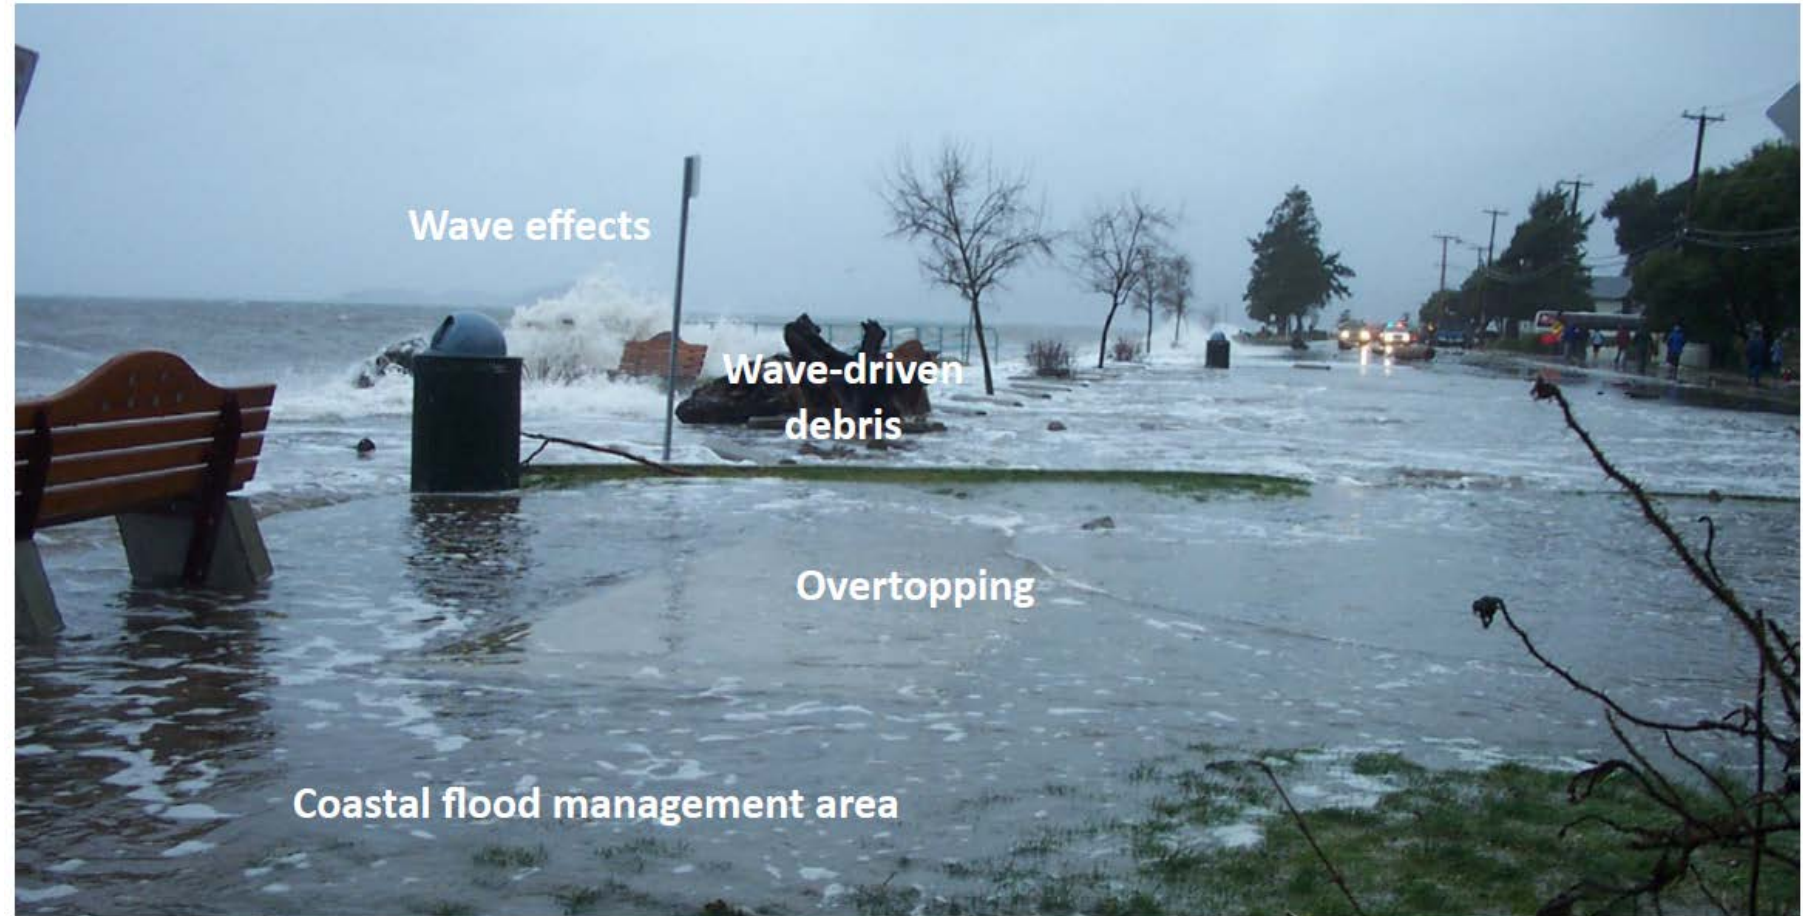 Wave effects
Wave-driven
debris
Overtopping
Coastal flood management area